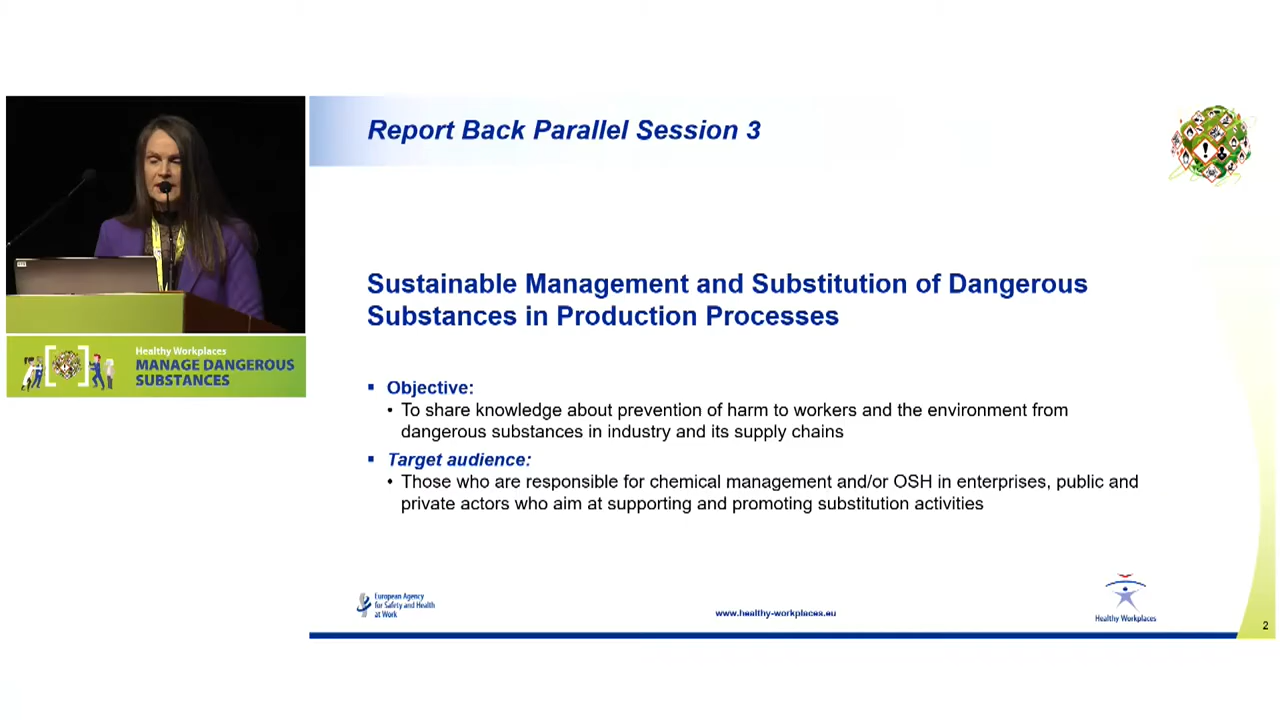 Report Back Parallel Session 3
Sustainable Management and Substitution of Dangerous
Substances in Production Processes
Objective:
• To share knowledge about prevention of harm to workers and the environment from
dangerous substances in industry and its supply chains
Target audience:
• Those who are responsible for chemical management and/or OSH in enterprises, public and
private actors who aim at supporting and promoting substitution activities
Healthy Workplaces
MANAGE DANGEROUS
SUBSTANCES
European Agency
for Safety and Health
at Work
www.healthy-workplaces.eu
Healthy Workplaces
2